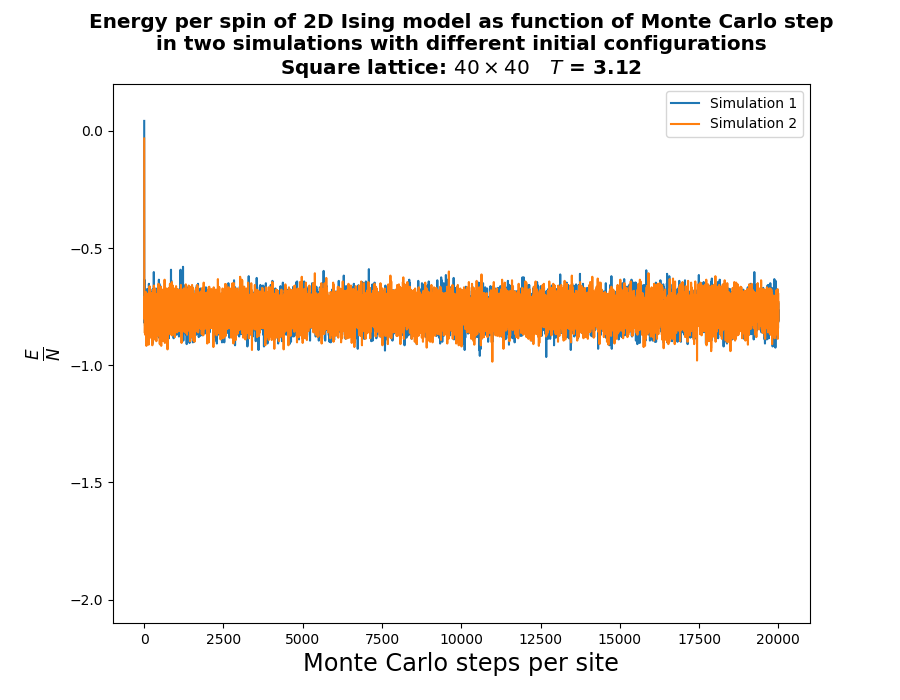 Energy per spin of 2D Ising model as function of Monte Carlo step
in two simulations with different initial configurations
Square lattice: 40 × 40 T = 3.12
Simulation 1
Simulation 2
0.0
−0.5
−1.0
−1.5
−2.0
E
N
0 2500 5000 7500 10000 12500 15000 17500 20000
Monte Carlo steps per site